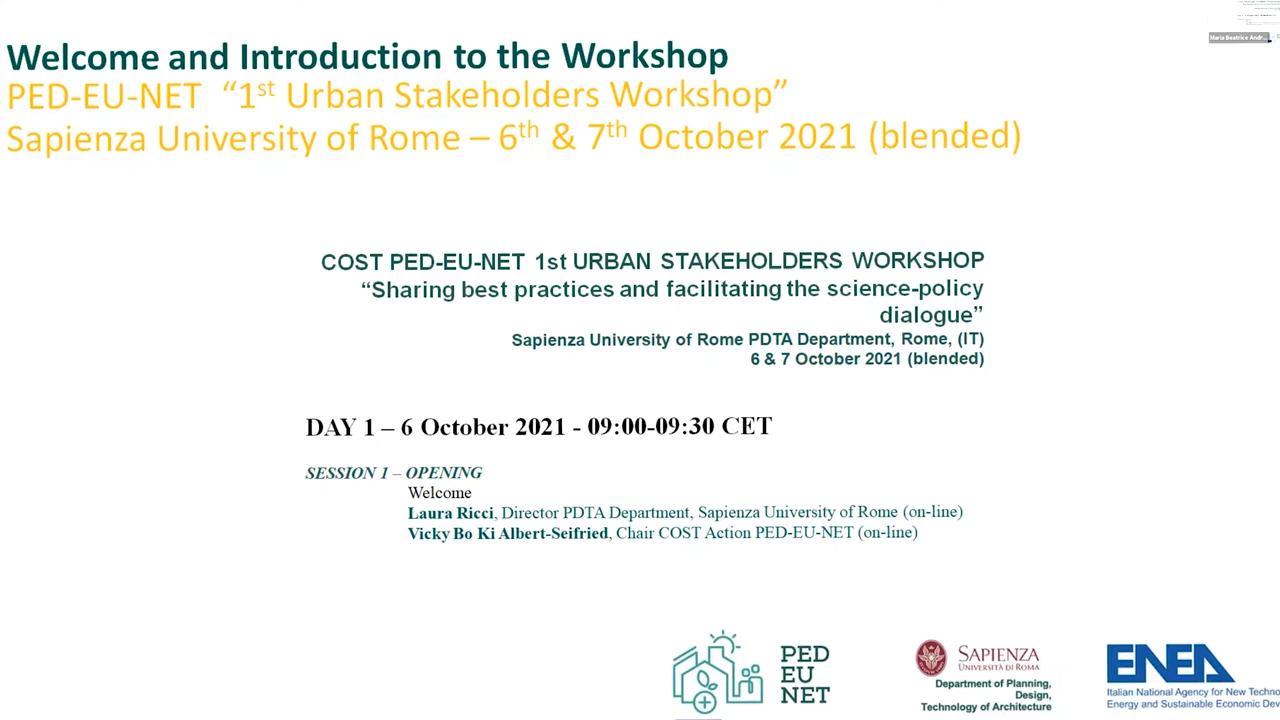 Welcome and Introduction to the Workshop
PED-EU-NET “1st Urban Stakeholders Workshop”
Sapienza University of Rome – 6th & 7th October 2021 (blended)
Maria Beatrice Andr...
COST PED-EU-NET 1st URBAN STAKEHOLDERS WORKSHOP
“Sharing best practices and facilitating the science-policy
dialogue”
Sapienza University of Rome PDTA Department, Rome, (IT)
6 & 7 October 2021 (blended)
DAY 1 – 6 October 2021 - 09:00-09:30 CET
SESSION 1 – OPENING
Welcome
Laura Ricci, Director PDTA Department, Sapienza University of Rome (on-line)
Vicky Bo Ki Albert-Seifried, Chair COST Action PED-EU-NET (on-line)
PED
EU
NET
SAPIENZA
UNIVERSITÀ DI ROMA
Department of Planning,
Design,
Technology of Architecture
ENEA
Italian National Agency for New Techno
Energy and Sustainable Economic Dev